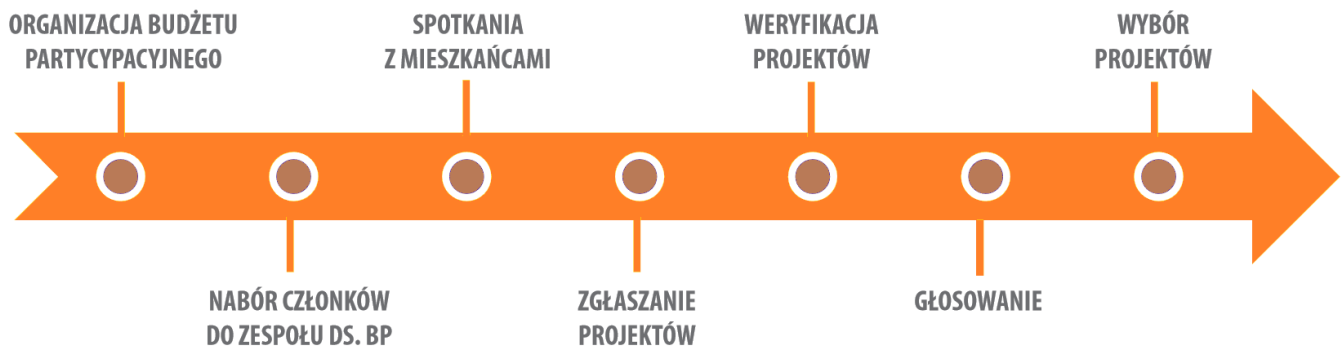 ORGANIZACJA BUDŻETU
PARTYCYPACYJNEGO
NABÓR CZŁONKÓW
DO ZESPOŁU DS. BP
SPOTKANIA
Z MIESZKAŃCAMI
ZGŁASZANIE
PROJEKTÓW
WERYFIKACJA
PROJEKTÓW
GŁOSOWANIE
WYBÓR
PROJEKTÓW